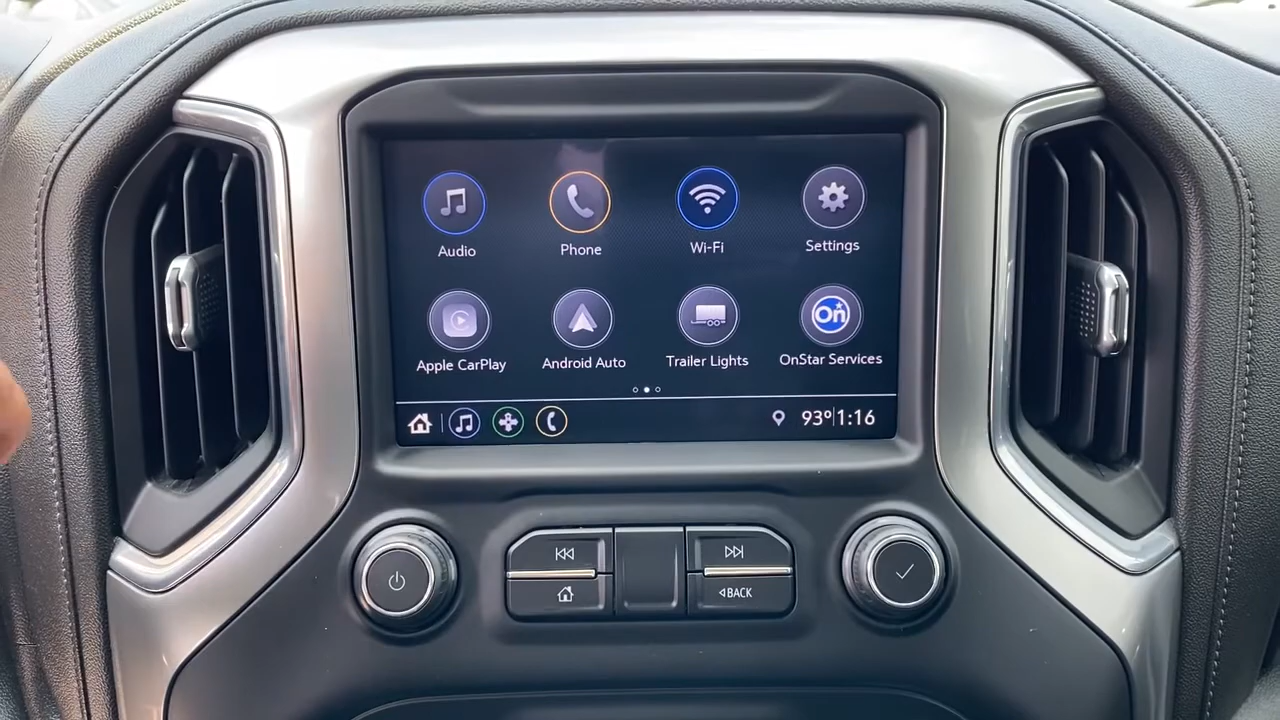 Audio Phone Wi-Fi Settings
On
Apple CarPlay Android Auto Trailer Lights OnStar Services
93° 1:16
BACK